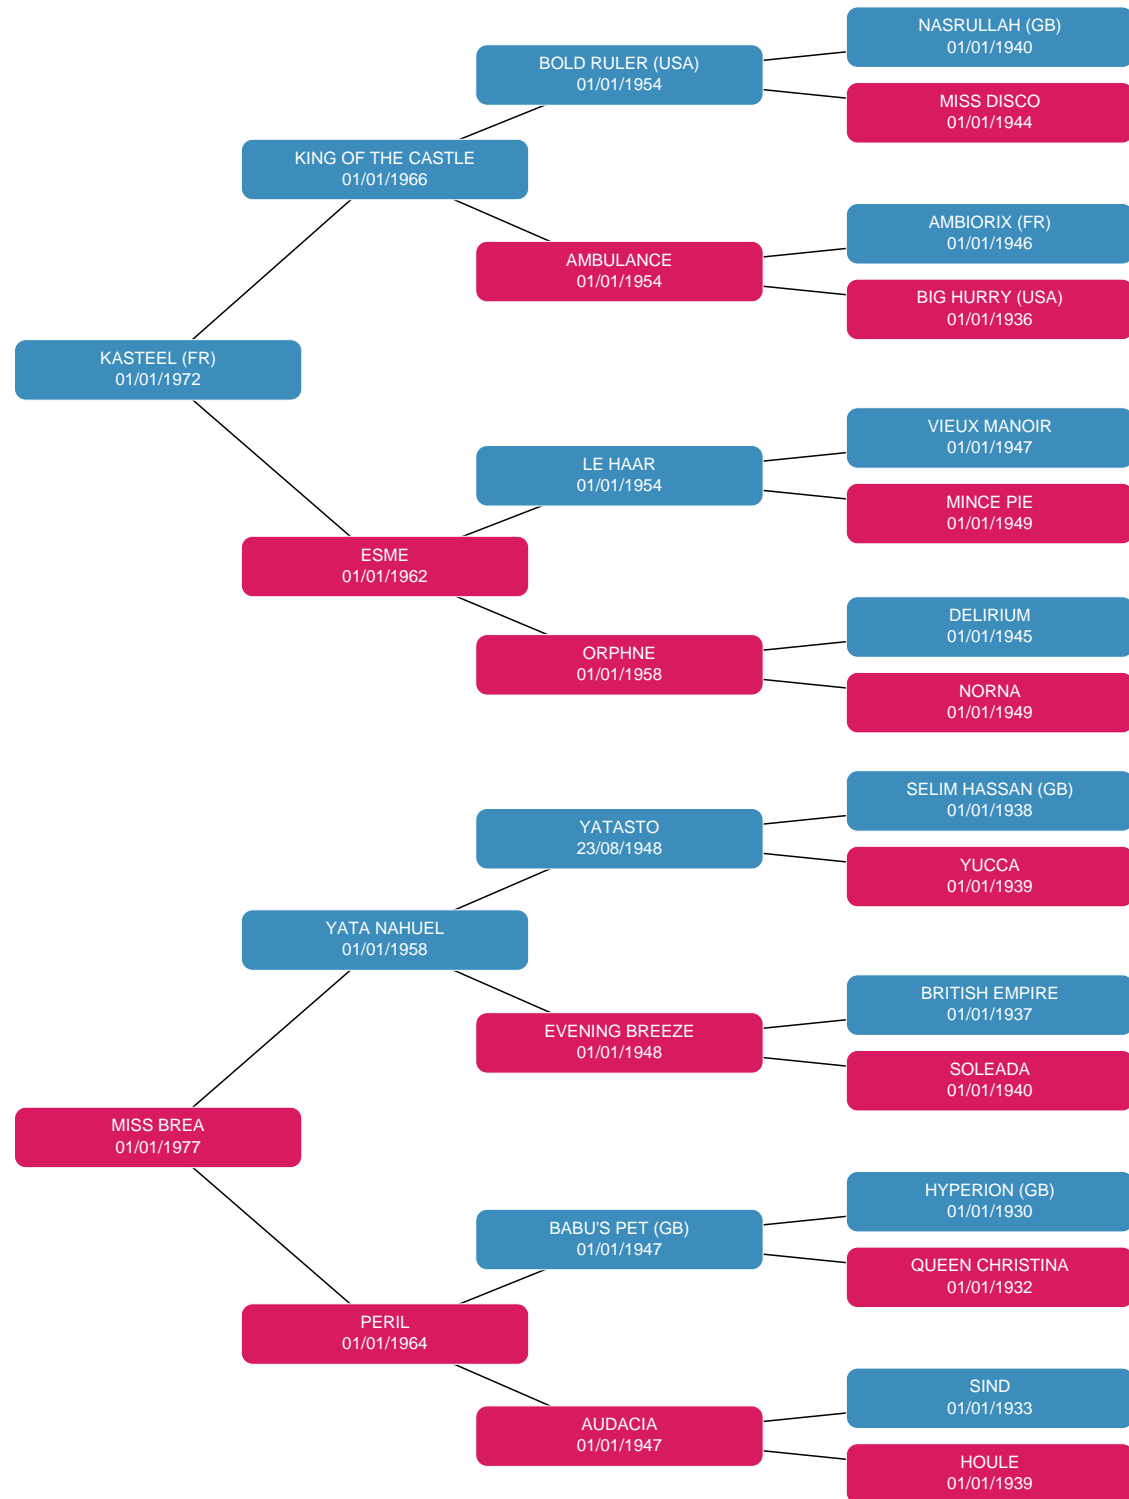 NASRULLAH (GB)
01/01/1940
BOLD RULER (USA)
01/01/1954
MISS DISCO
01/01/1944
KING OF THE CASTLE
01/01/1966
AMBIORIX (FR)
01/01/1946
AMBULANCE
01/01/1954
BIG HURRY (USA)
01/01/1936
KASTEEL (FR)
01/01/1972
VIEUX MANOIR
01/01/1947
LE HAAR
01/01/1954
MINCE PIE
01/01/1949
ESME
01/01/1962
DELIRIUM
01/01/1945
ORPHNE
01/01/1958
NORNA
01/01/1949
SELIM HASSAN (GB)
01/01/1938
YATASTO
23/08/1948
YUCCA
01/01/1939
YATA NAHUEL
01/01/1958
BRITISH EMPIRE
01/01/1937
EVENING BREEZE
01/01/1948
SOLEADA
01/01/1940
MISS BREA
01/01/1977
HYPERION (GB)
01/01/1930
BABU'S PET (GB)
01/01/1947
QUEEN CHRISTINA
01/01/1932
PERIL
01/01/1964
SIND
01/01/1933
AUDACIA
01/01/1947
HOULE
01/01/1939